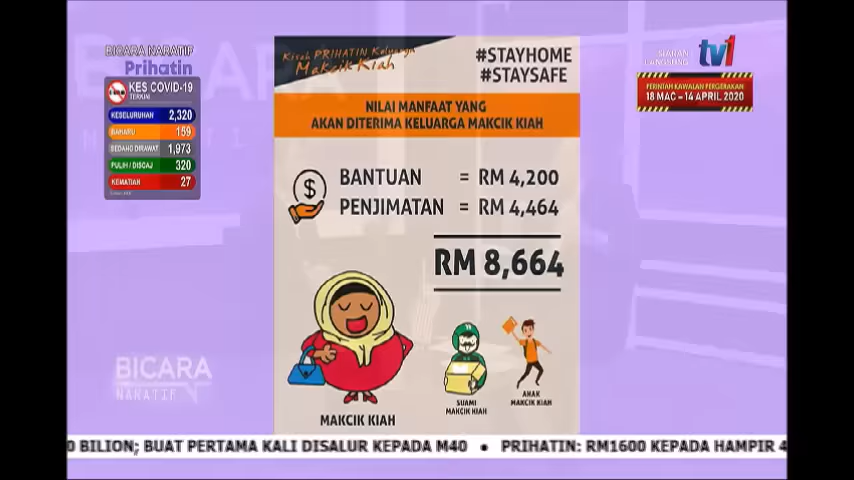 BICARA NARATIF
Prihatin
KES COVID-19
TERKINI
KESELURUHAN 2,320
BAHARU 159
SEDANG DIRAWAT 1,973
PULIH / DISCAJ 320
KEMATIAN 27
Kisah PRIHATIN Keluarga
Makcik Kiah
#STAYHOME
#STAYSAFE
NILAI MANFAAT YANG
AKAN DITERIMA KELUARGA MAKCIK KIAH
BANTUAN = RM 4,200
PENJIMATAN = RM 4,464
RM 8,664
MAKCIK KIAH
SUAMI
MAKCIK KIAH
ANAK
MAKCIK KIAH
SIARAN
LANGSUNG
tv1
PERINTAH KAWALAN PERGERAKAN
18 MAC – 14 APRIL 2020
BICARA
NARATIF
0 BILION; BUAT PERTAMA KALI DISALUR KEPADA M40 • PRIHATIN: RM1600 KEPADA HAMPIR 4